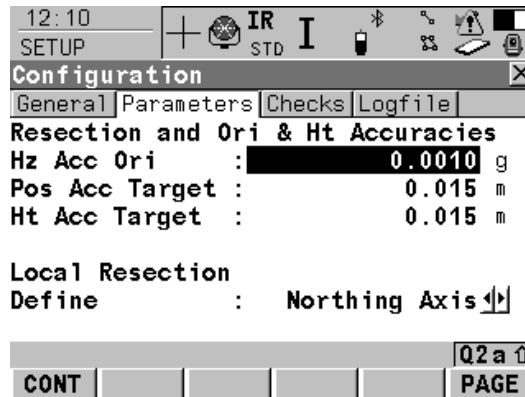 12:10
SETUP
IR
STD I
Configuration
General Parameters Checks Logfile
Resection and Ori & Ht Accuracies
Hz Acc Ori : 0.0010 g
Pos Acc Target : 0.015 m
Ht Acc Target : 0.015 m
Local Resection
Define : Northing Axis
Q2a
CONT PAGE